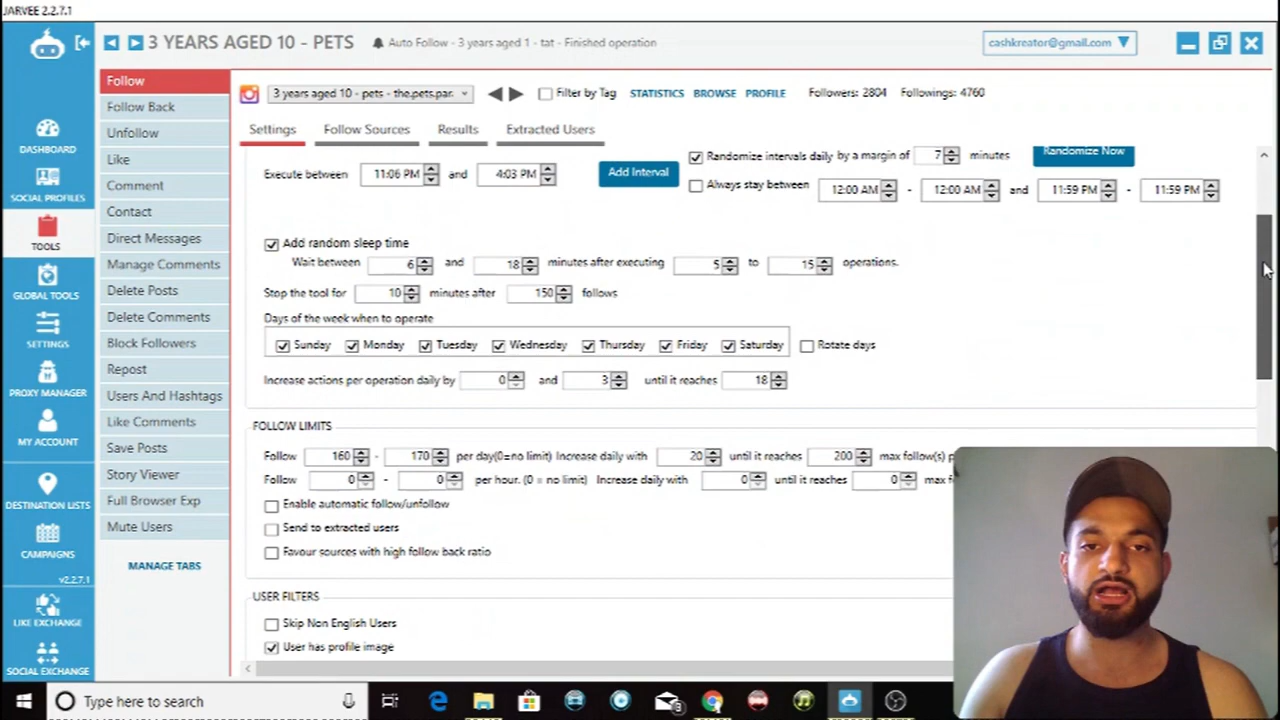 JARVEE 2.2.7.1
3 YEARS AGED 10 - PETS
Auto Follow - 3 years aged 1 - tat - Finished operation
cashkreator@gmail.com
DASHBOARD
SOCIAL PROFILES
TOOLS
GLOBAL TOOLS
SETTINGS
PROXY MANAGER
MY ACCOUNT
DESTINATION LISTS
CAMPAIGNS
v2.2.7.1
LIKE EXCHANGE
SOCIAL EXCHANGE
Follow
Follow Back
Unfollow
Like
Comment
Contact
Direct Messages
Manage Comments
Delete Posts
Delete Comments
Block Followers
Repost
Users And Hashtags
Like Comments
Save Posts
Story Viewer
Full Browser Exp
Mute Users
MANAGE TABS
3 years aged 10 - pets - the.pets.par. Filter by Tag STATISTICS BROWSE PROFILE Followers: 2804 Followings: 4760
Settings Follow Sources Results Extracted Users
Randomize intervals daily by a margin of 7 minutes Randomize Now
Execute between 11:06 PM and 4:03 PM Add Interval
Always stay between 12:00 AM - 12:00 AM and 11:59 PM - 11:59 PM
Add random sleep time
Wait between 6 and 18 minutes after executing 5 to 15 operations.
Stop the tool for 10 minutes after 150 follows
Days of the week when to operate
Sunday Monday Tuesday Wednesday Thursday Friday Saturday Rotate days
Increase actions per operation daily by 0 and 3 until it reaches 18
FOLLOW LIMITS
Follow 160 - 170 per day(0=no limit) Increase daily with 20 until it reaches 200 max follow(s) p
Follow 0 - 0 per hour. (0 = no limit) Increase daily with 0 until it reaches 0 max
Enable automatic follow/unfollow
Send to extracted users
Favour sources with high follow back ratio
USER FILTERS
Skip Non English Users
User has profile image
Type here to search
3